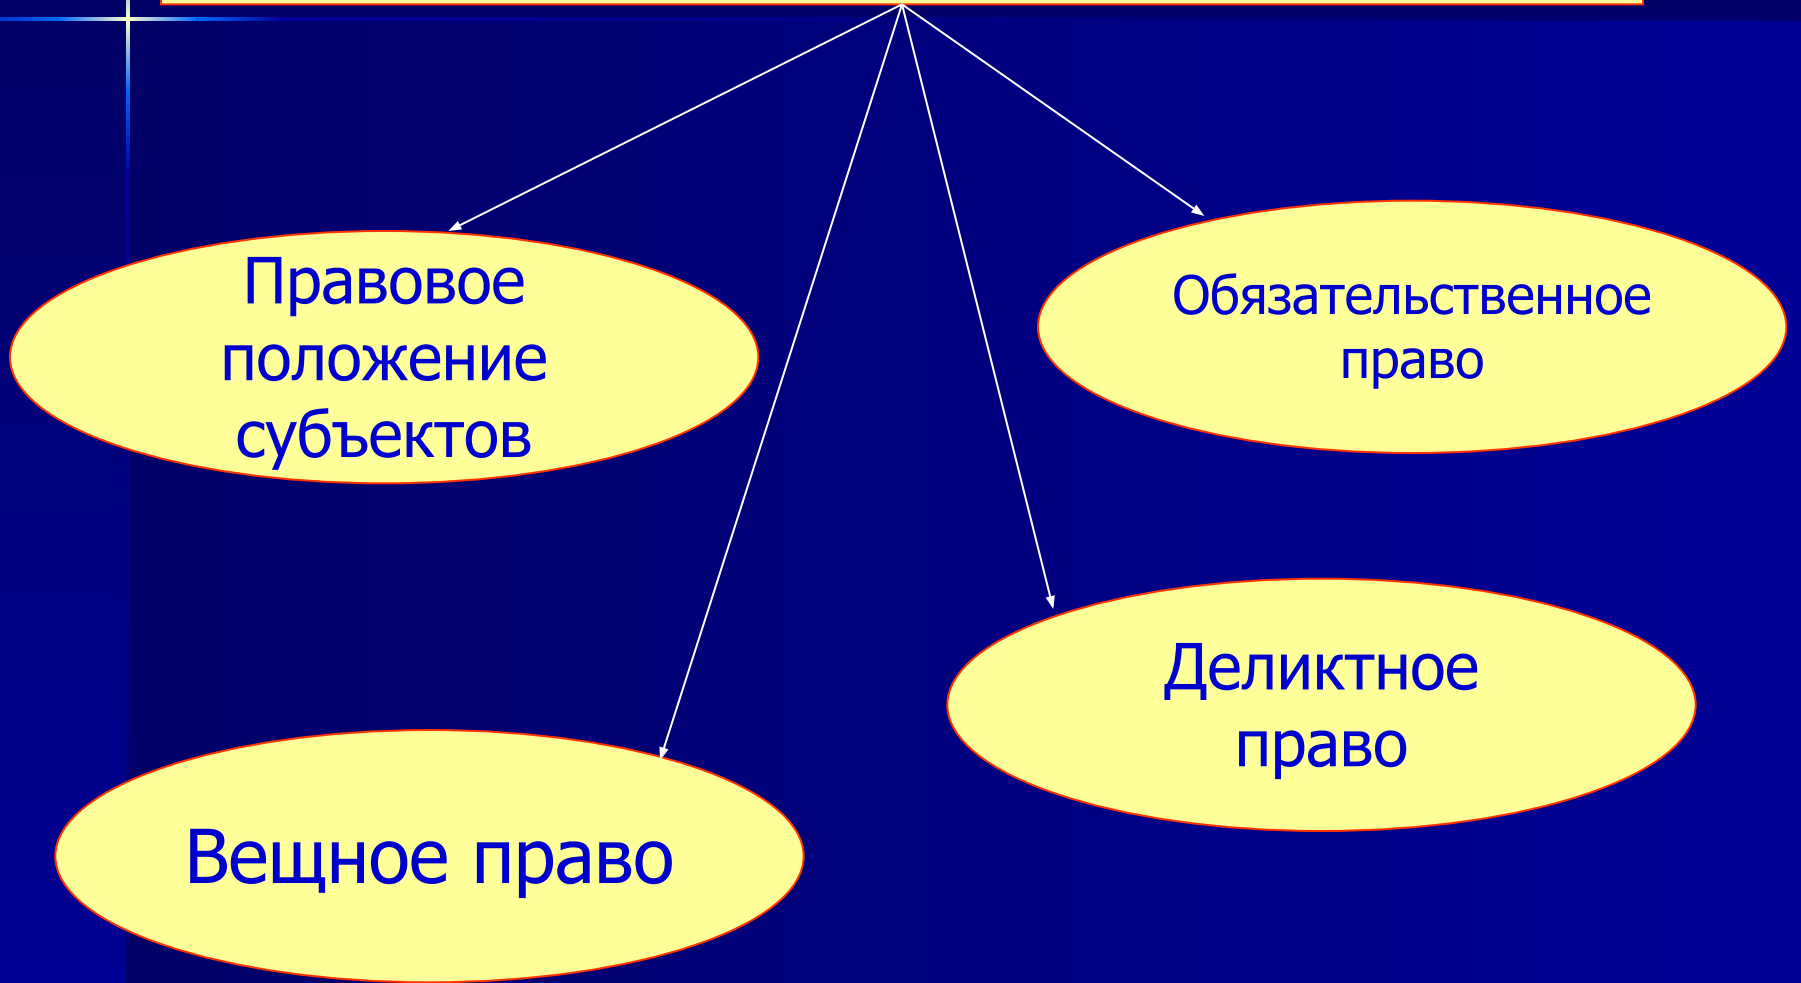 Правовое
положение
субъектов
Обязательственное
право
Деликтное
право
Вещное право